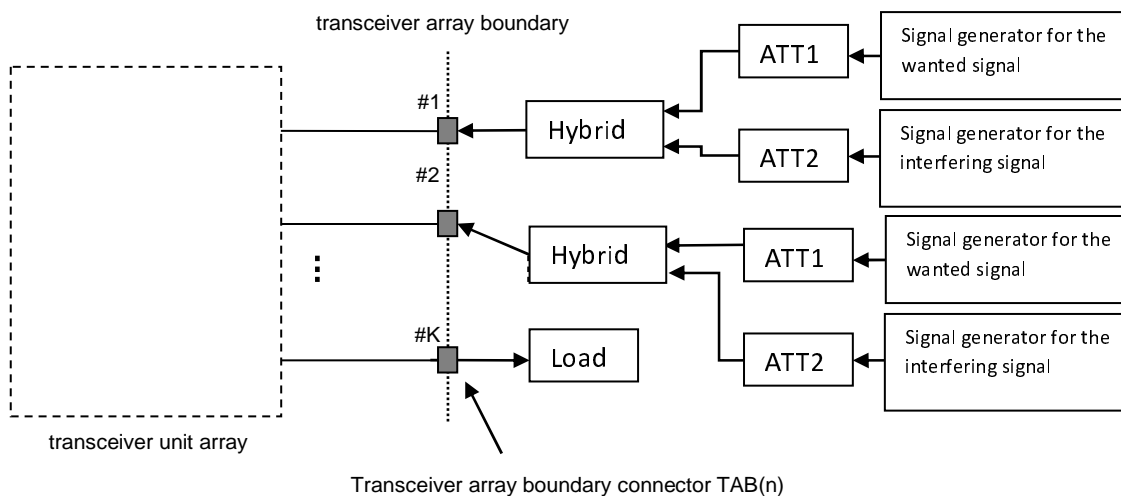 transceiver array boundary
Signal generator for the
wanted signal
ATT1
#1
Hybrid
Signal generator for the
interfering signal
ATT2
#2
Signal generator for the
wanted signal
ATT1
Hybrid
...
#K
Load
Signal generator for the
interfering signal
ATT2
transceiver unit array
Transceiver array boundary connector TAB(n)